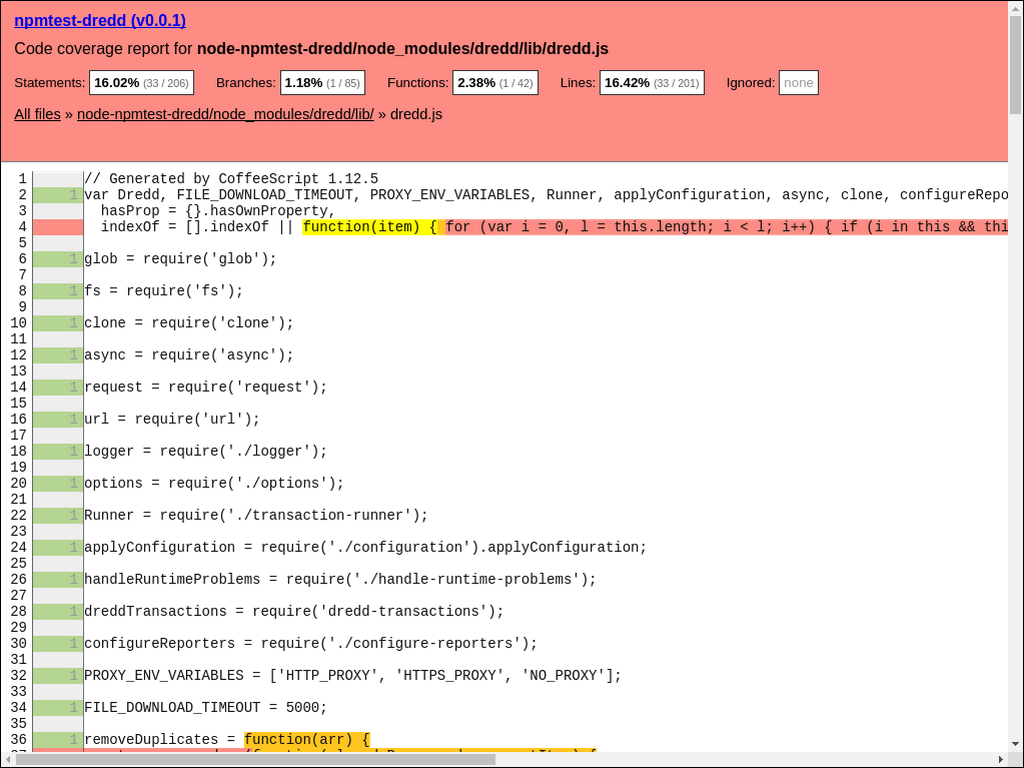 npmtest-dredd (v0.0.1)
Code coverage report for node-npmtest-dredd/node_modules/dredd/lib/dredd.js
Statements: 16.02% (33 / 206) Branches: 1.18% (1 / 85) Functions: 2.38% (1 / 42) Lines: 16.42% (33 / 201) Ignored: none
All files » node-npmtest-dredd/node_modules/dredd/lib/ » dredd.js
1 // Generated by CoffeeScript 1.12.5
2 1 var Dredd, FILE_DOWNLOAD_TIMEOUT, PROXY_ENV_VARIABLES, Runner, applyConfiguration, async, clone, configureRepo
3 hasProp = {}.hasOwnProperty,
4 indexOf = [].indexOf || function(item) { for (var i = 0, l = this.length; i < l; i++) { if (i in this && thi
5
6 1 glob = require('glob');
7
8 1 fs = require('fs');
9
10 1 clone = require('clone');
11
12 1 async = require('async');
13
14 1 request = require('request');
15
16 1 url = require('url');
17
18 1 logger = require('./logger');
19
20 1 options = require('./options');
21
22 1 Runner = require('./transaction-runner');
23
24 1 applyConfiguration = require('./configuration').applyConfiguration;
25
26 1 handleRuntimeProblems = require('./handle-runtime-problems');
27
28 1 dreddTransactions = require('dredd-transactions');
29
30 1 configureReporters = require('./configure-reporters');
31
32 1 PROXY_ENV_VARIABLES = ['HTTP_PROXY', 'HTTPS_PROXY', 'NO_PROXY'];
33
34 1 FILE_DOWNLOAD_TIMEOUT = 5000;
35
36 1 removeDuplicates = function(arr) {